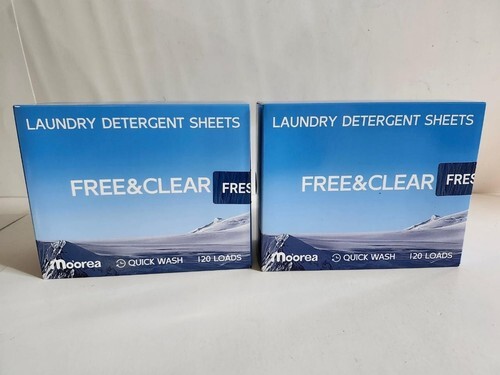 LAUNDRY DETERGENT SHEETS
FREE&CLEAR
FRES
Moorea
QUICK WASH
120 LOADS
LAUNDRY DETERGENT SHEETS
FREE&CLEAR
FRES
Moorea
QUICK WASH
120 LOADS